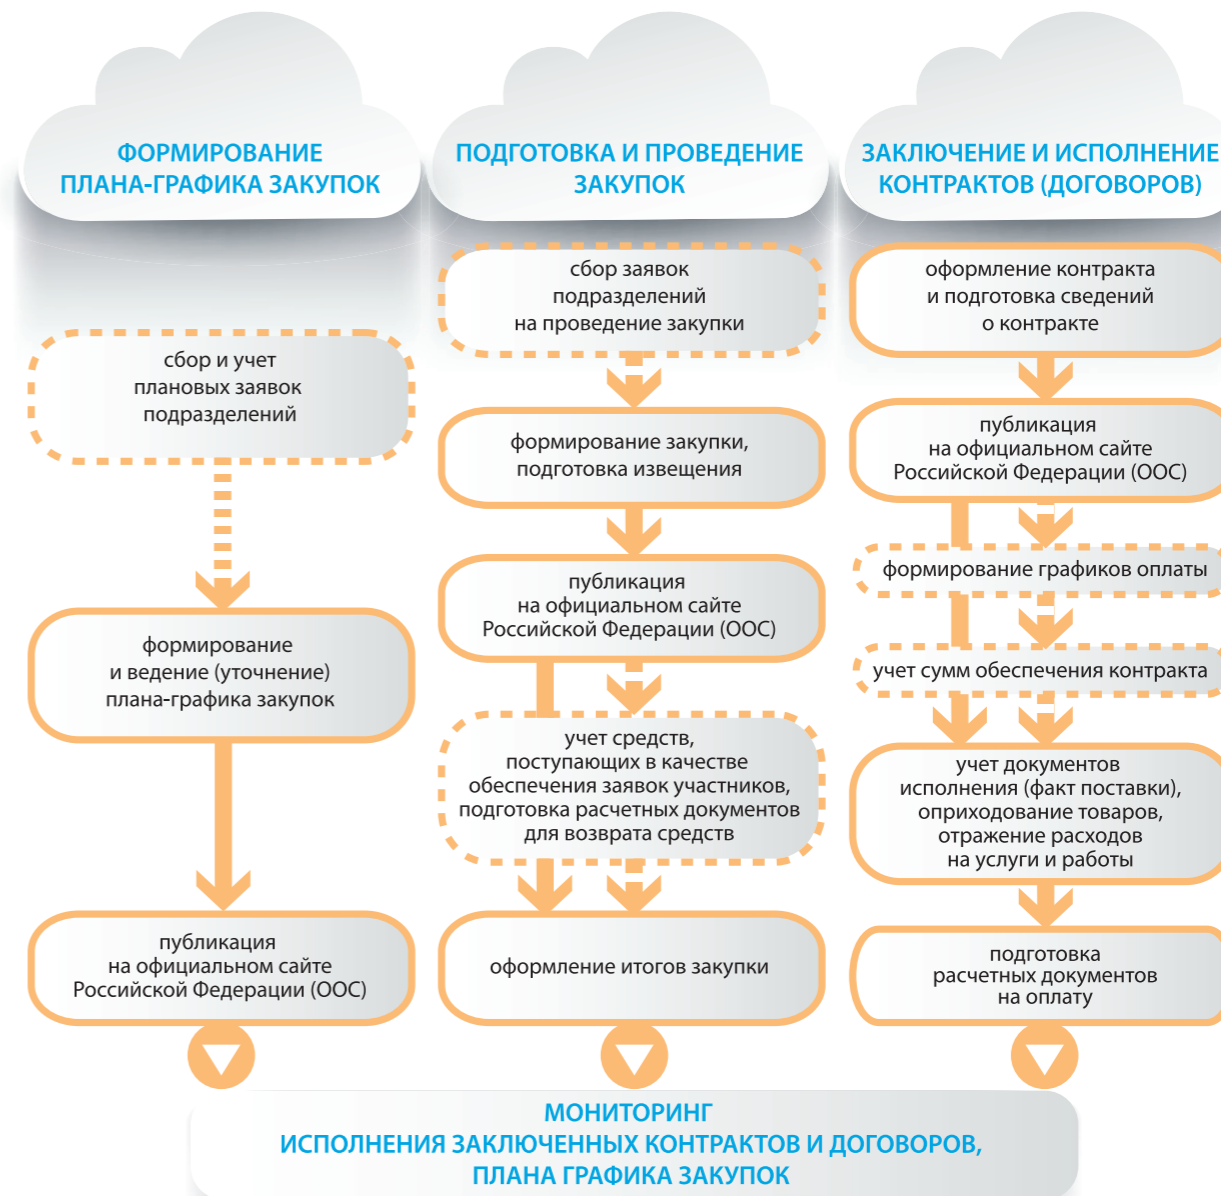 ФОРМИРОВАНИЕ
ПЛАНА-ГРАФИКА ЗАКУПОК
сбор и учет
плановых заявок
подразделений
формирование
и ведение (уточнение)
плана-графика закупок
публикация
на официальном сайте
Российской Федерации (ООС)
ПОДГОТОВКА И ПРОВЕДЕНИЕ
ЗАКУПОК
сбор заявок
подразделений
на проведение закупки
формирование закупки,
подготовка извещения
публикация
на официальном сайте
Российской Федерации (ООС)
учет средств,
поступающих в качестве
обеспечения заявок участников,
подготовка расчетных документов
для возврата средств
оформление итогов закупки
ЗАКЛЮЧЕНИЕ И ИСПОЛНЕНИЕ
КОНТРАКТОВ (ДОГОВОРОВ)
оформление контракта
и подготовка сведений
о контракте
публикация
на официальном сайте
Российской Федерации (ООС)
формирование графиков оплаты
учет сумм обеспечения контракта
учет документов
исполнения (факт поставки),
оприходование товаров,
отражение расходов
на услуги и работы
подготовка
расчетных документов
на оплату
МОНИТОРИНГ
ИСПОЛНЕНИЯ ЗАКЛЮЧЕННЫХ КОНТРАКТОВ И ДОГОВОРОВ,
ПЛАНА ГРАФИКА ЗАКУПОК